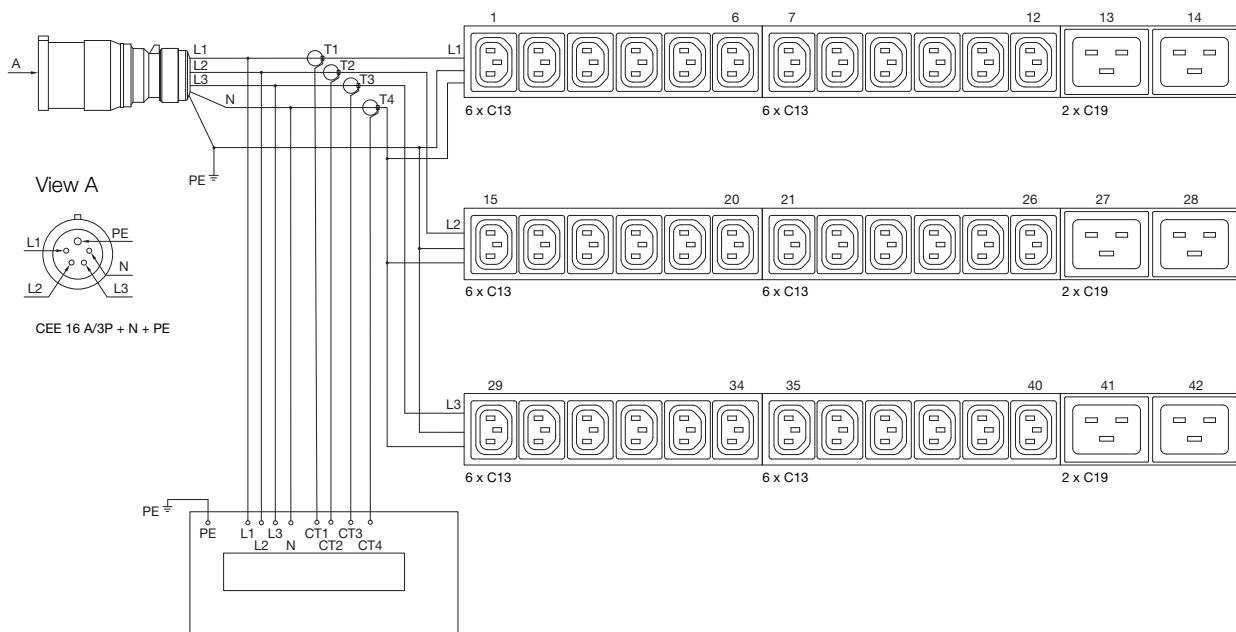 1 6 7 12 13 14
A
L1
L2
L3
N
T1
T2
T3
T4
L1
6 x C13 6 x C13 2 x C19
PE
View A
L1
PE
N
L2
L3
CEE 16 A/3P + N + PE
15 20 21 26 27 28
L2
6 x C13 6 x C13 2 x C19
29 34 35 40 41 42
L3
6 x C13 6 x C13 2 x C19
PE
PE L1 L3 CT1 CT3
L2 N CT2 CT4